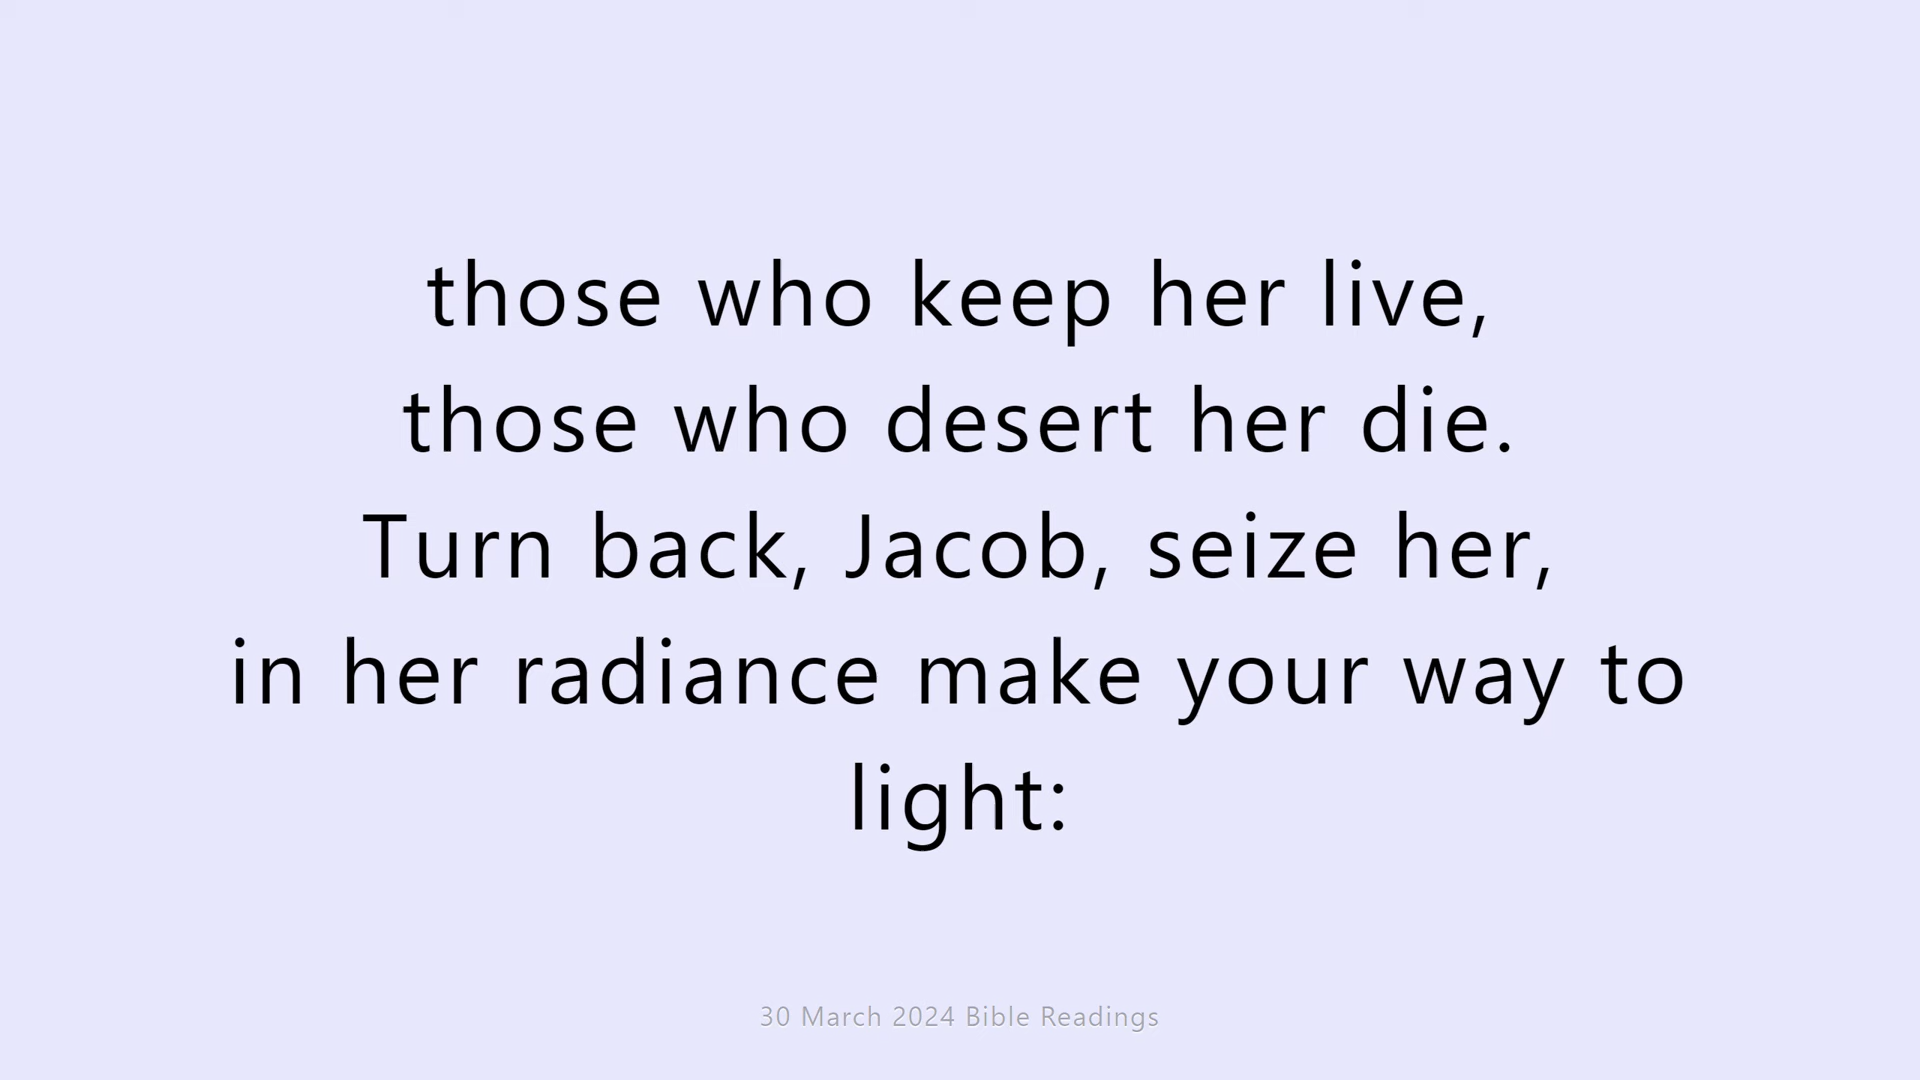 those who keep her live,
those who desert her die.
Turn back, Jacob, seize her,
in her radiance make your way to
light:
30 March 2024 Bible Readings